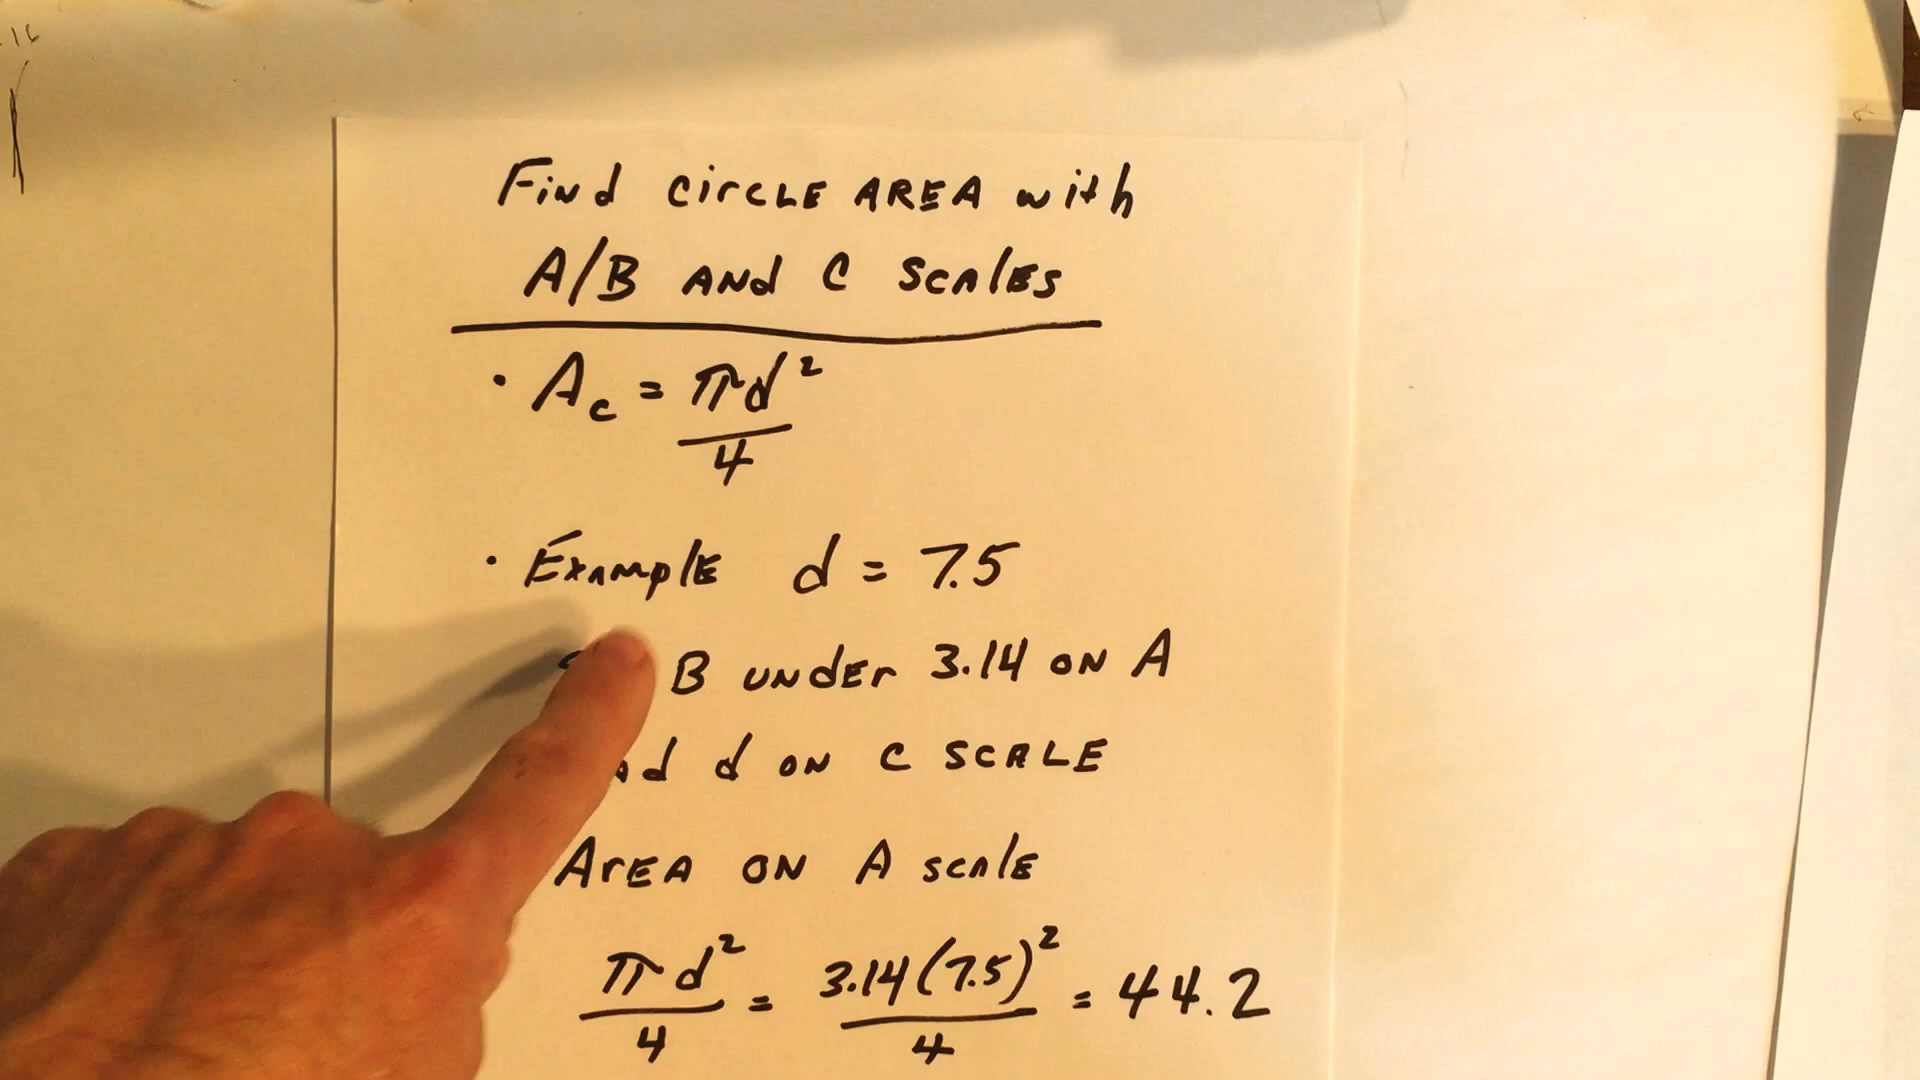 .16
Find circle area with
A/B and C scales
· Ac = πd²/4
· Example d = 7.5
B under 3.14 on A
d on C scale
Area on A scale
πd²/4 = 3.14(7.5)²/4 = 44.2